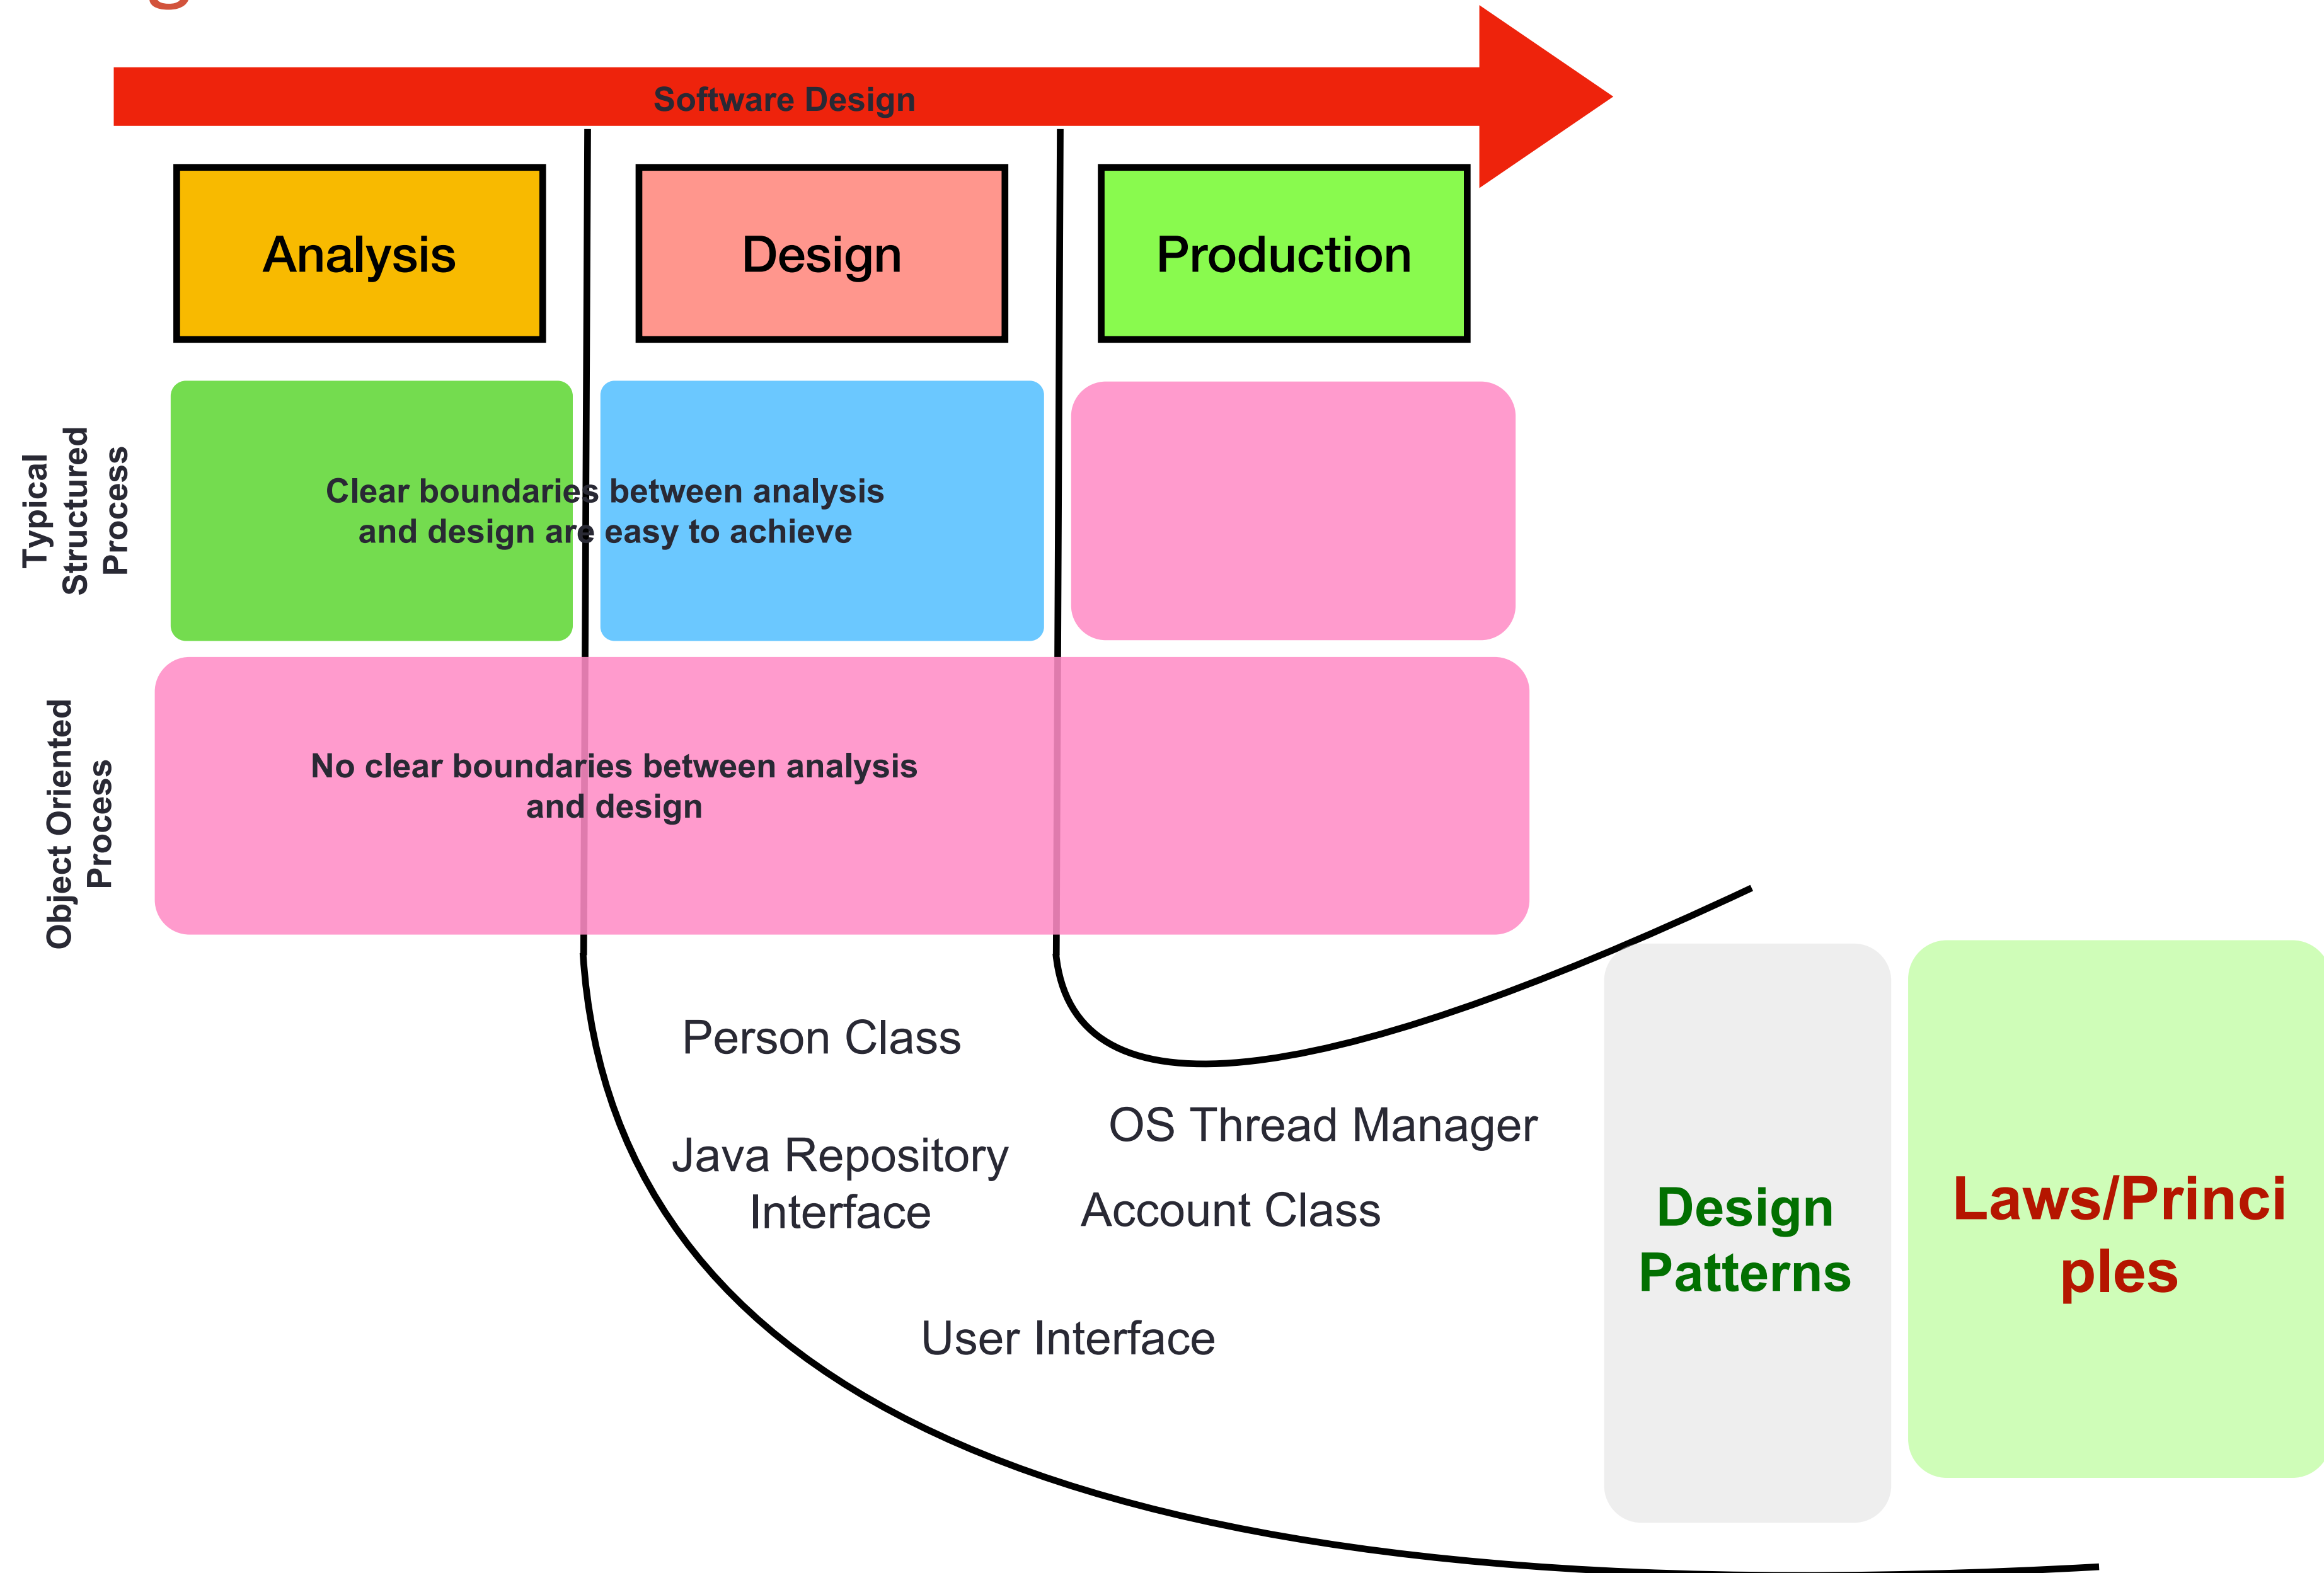 Software Design
Analysis
Design
Production
Typical
Structured
Process
Clear boundaries between analysis
and design are easy to achieve
Object Oriented
Process
No clear boundaries between analysis
and design
Person Class
OS Thread Manager
Java Repository
Interface
Account Class
Design
Patterns
Laws/Princi
ples
User Interface